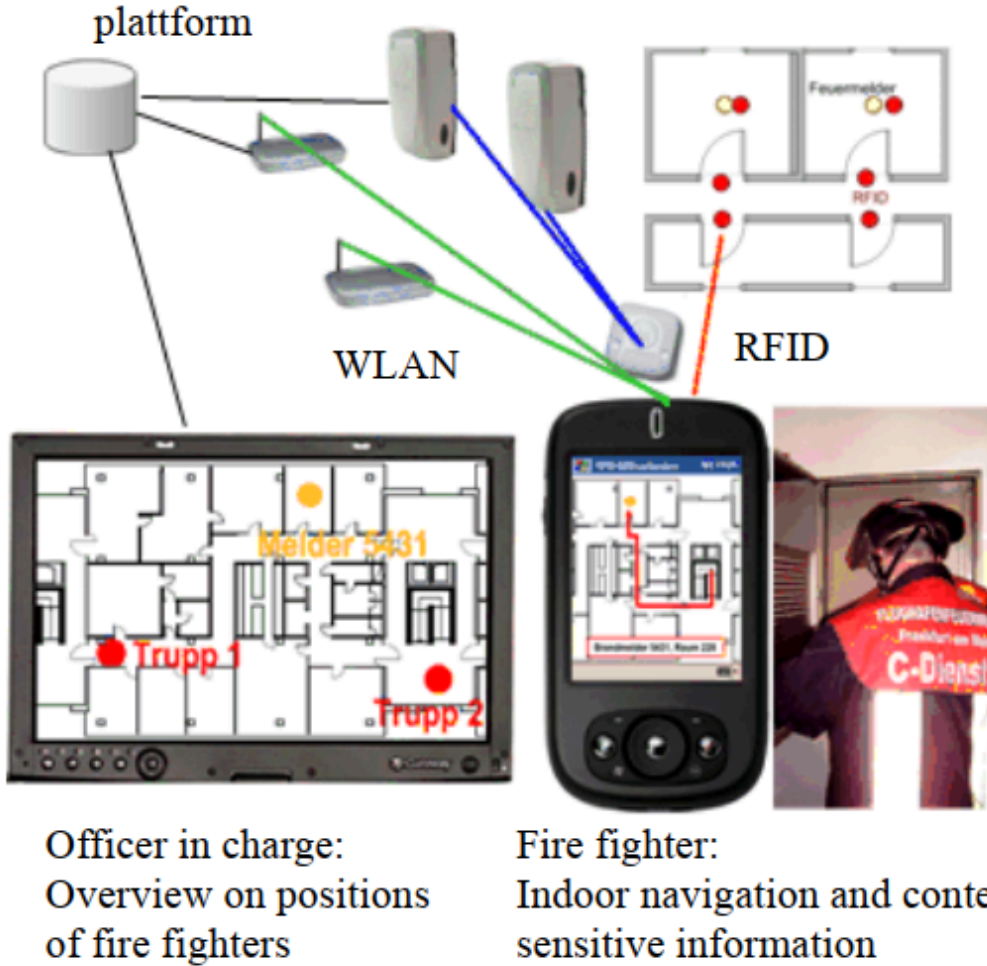 plattform
Feuermelder
RFID
WLAN
RFID
Melder 5431
Trupp 1
Trupp 2
Brandmelder 5431, Raum 226
C-Dienst
Officer in charge:
Overview on positions
of fire fighters
Fire fighter:
Indoor navigation and conte
sensitive information